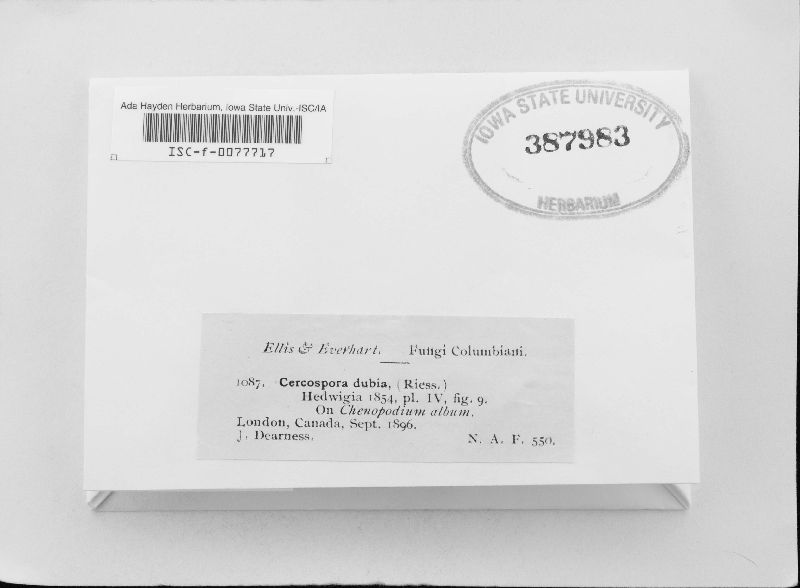 Ada Hayden Herbarium, Iowa State Univ.-ISC/IA
ISC-f-0077717
IOWA STATE UNIVERSITY
387983
HERBARIUM
Ellis & Everhart. Fungi Columbiani.
1087. Cercospora dubia, (Riess.)
Hedwigia 1854, pl. IV, fig. 9.
On Chenopodium album.
London, Canada, Sept. 1896.
J. Dearness. N. A. F. 550.